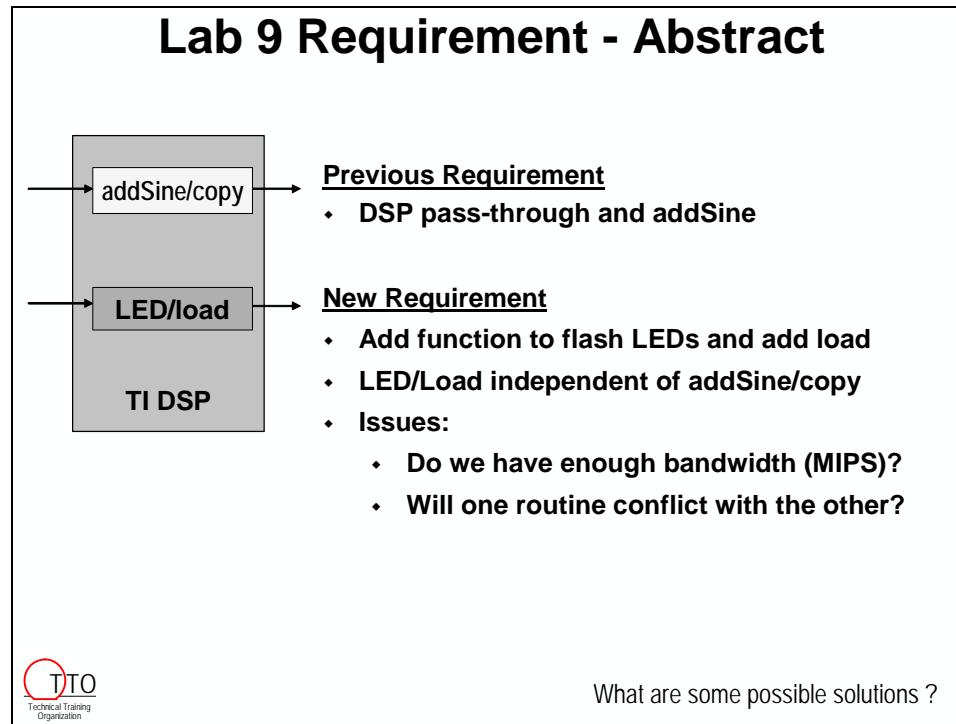 Lab 9 Requirement - Abstract
addSine/copy
LED/load
TI DSP
Previous Requirement
DSP pass-through and addSine
New Requirement
Add function to flash LEDs and add load
LED/Load independent of addSine/copy
Issues:
Do we have enough bandwidth (MIPS)?
Will one routine conflict with the other?
TTO
Technical Training
Organization
What are some possible solutions ?